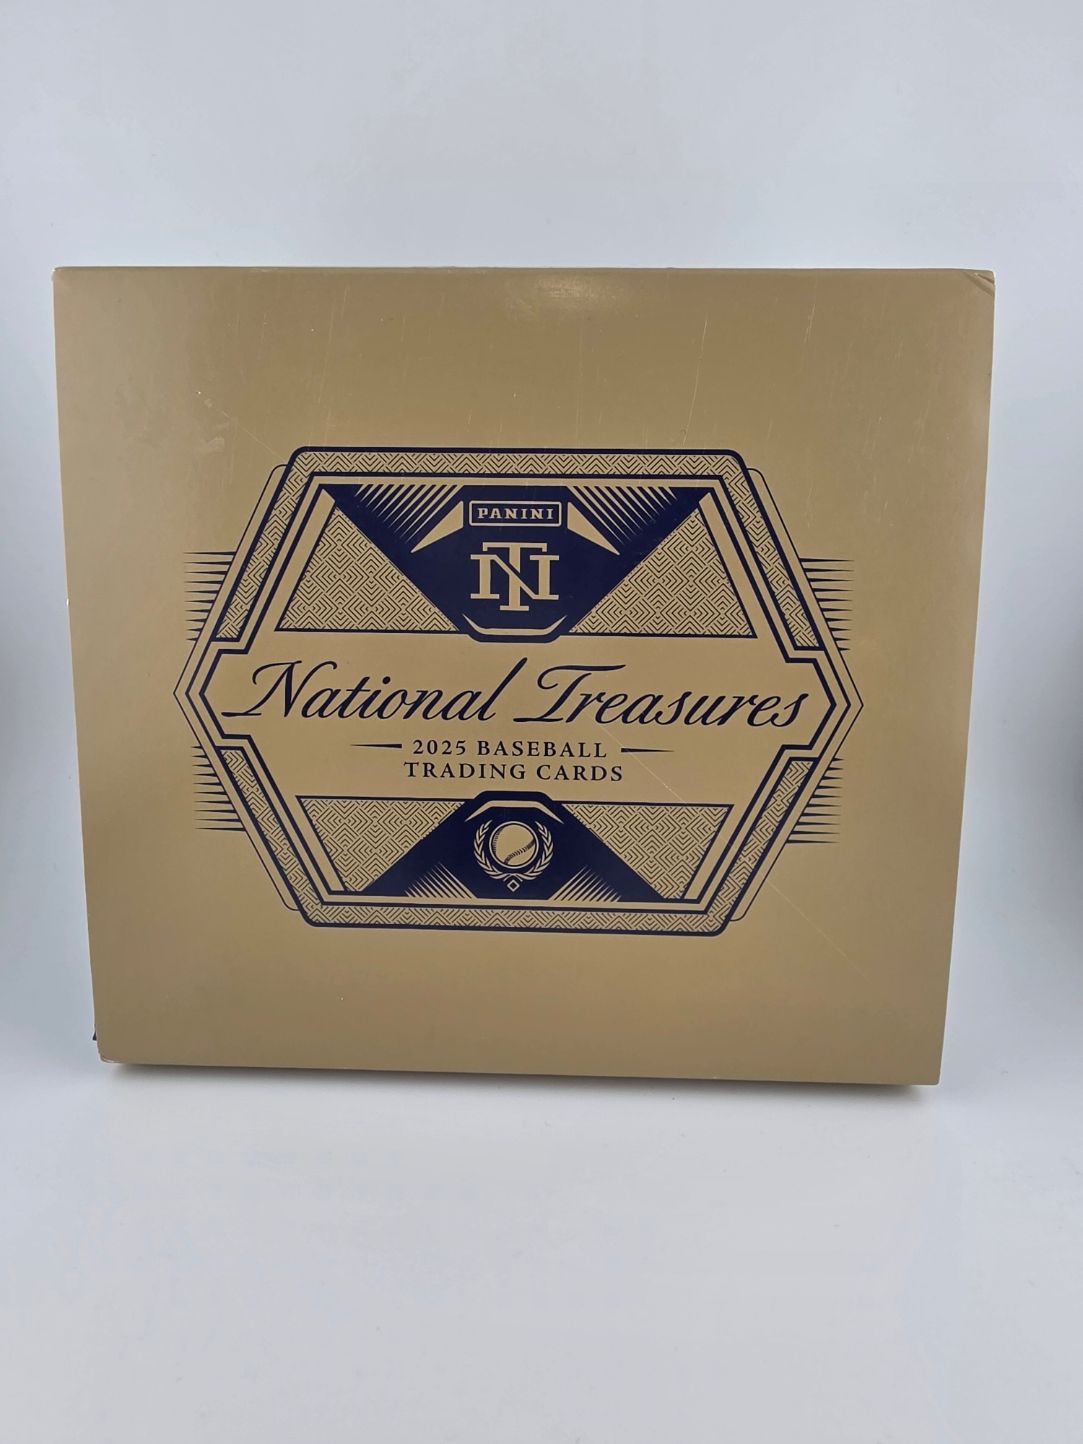 PANINI
NT
National Treasures
2025 BASEBALL
TRADING CARDS